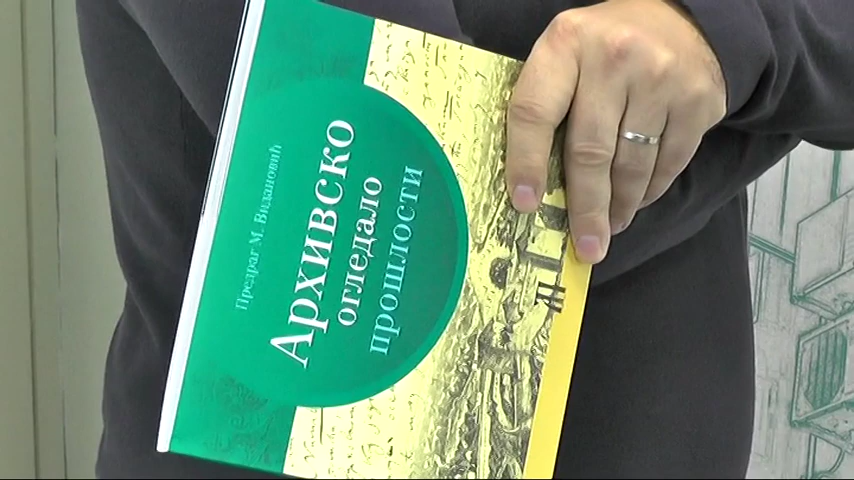 Предраг М. Видановић
Архивско
огледало
прошлости